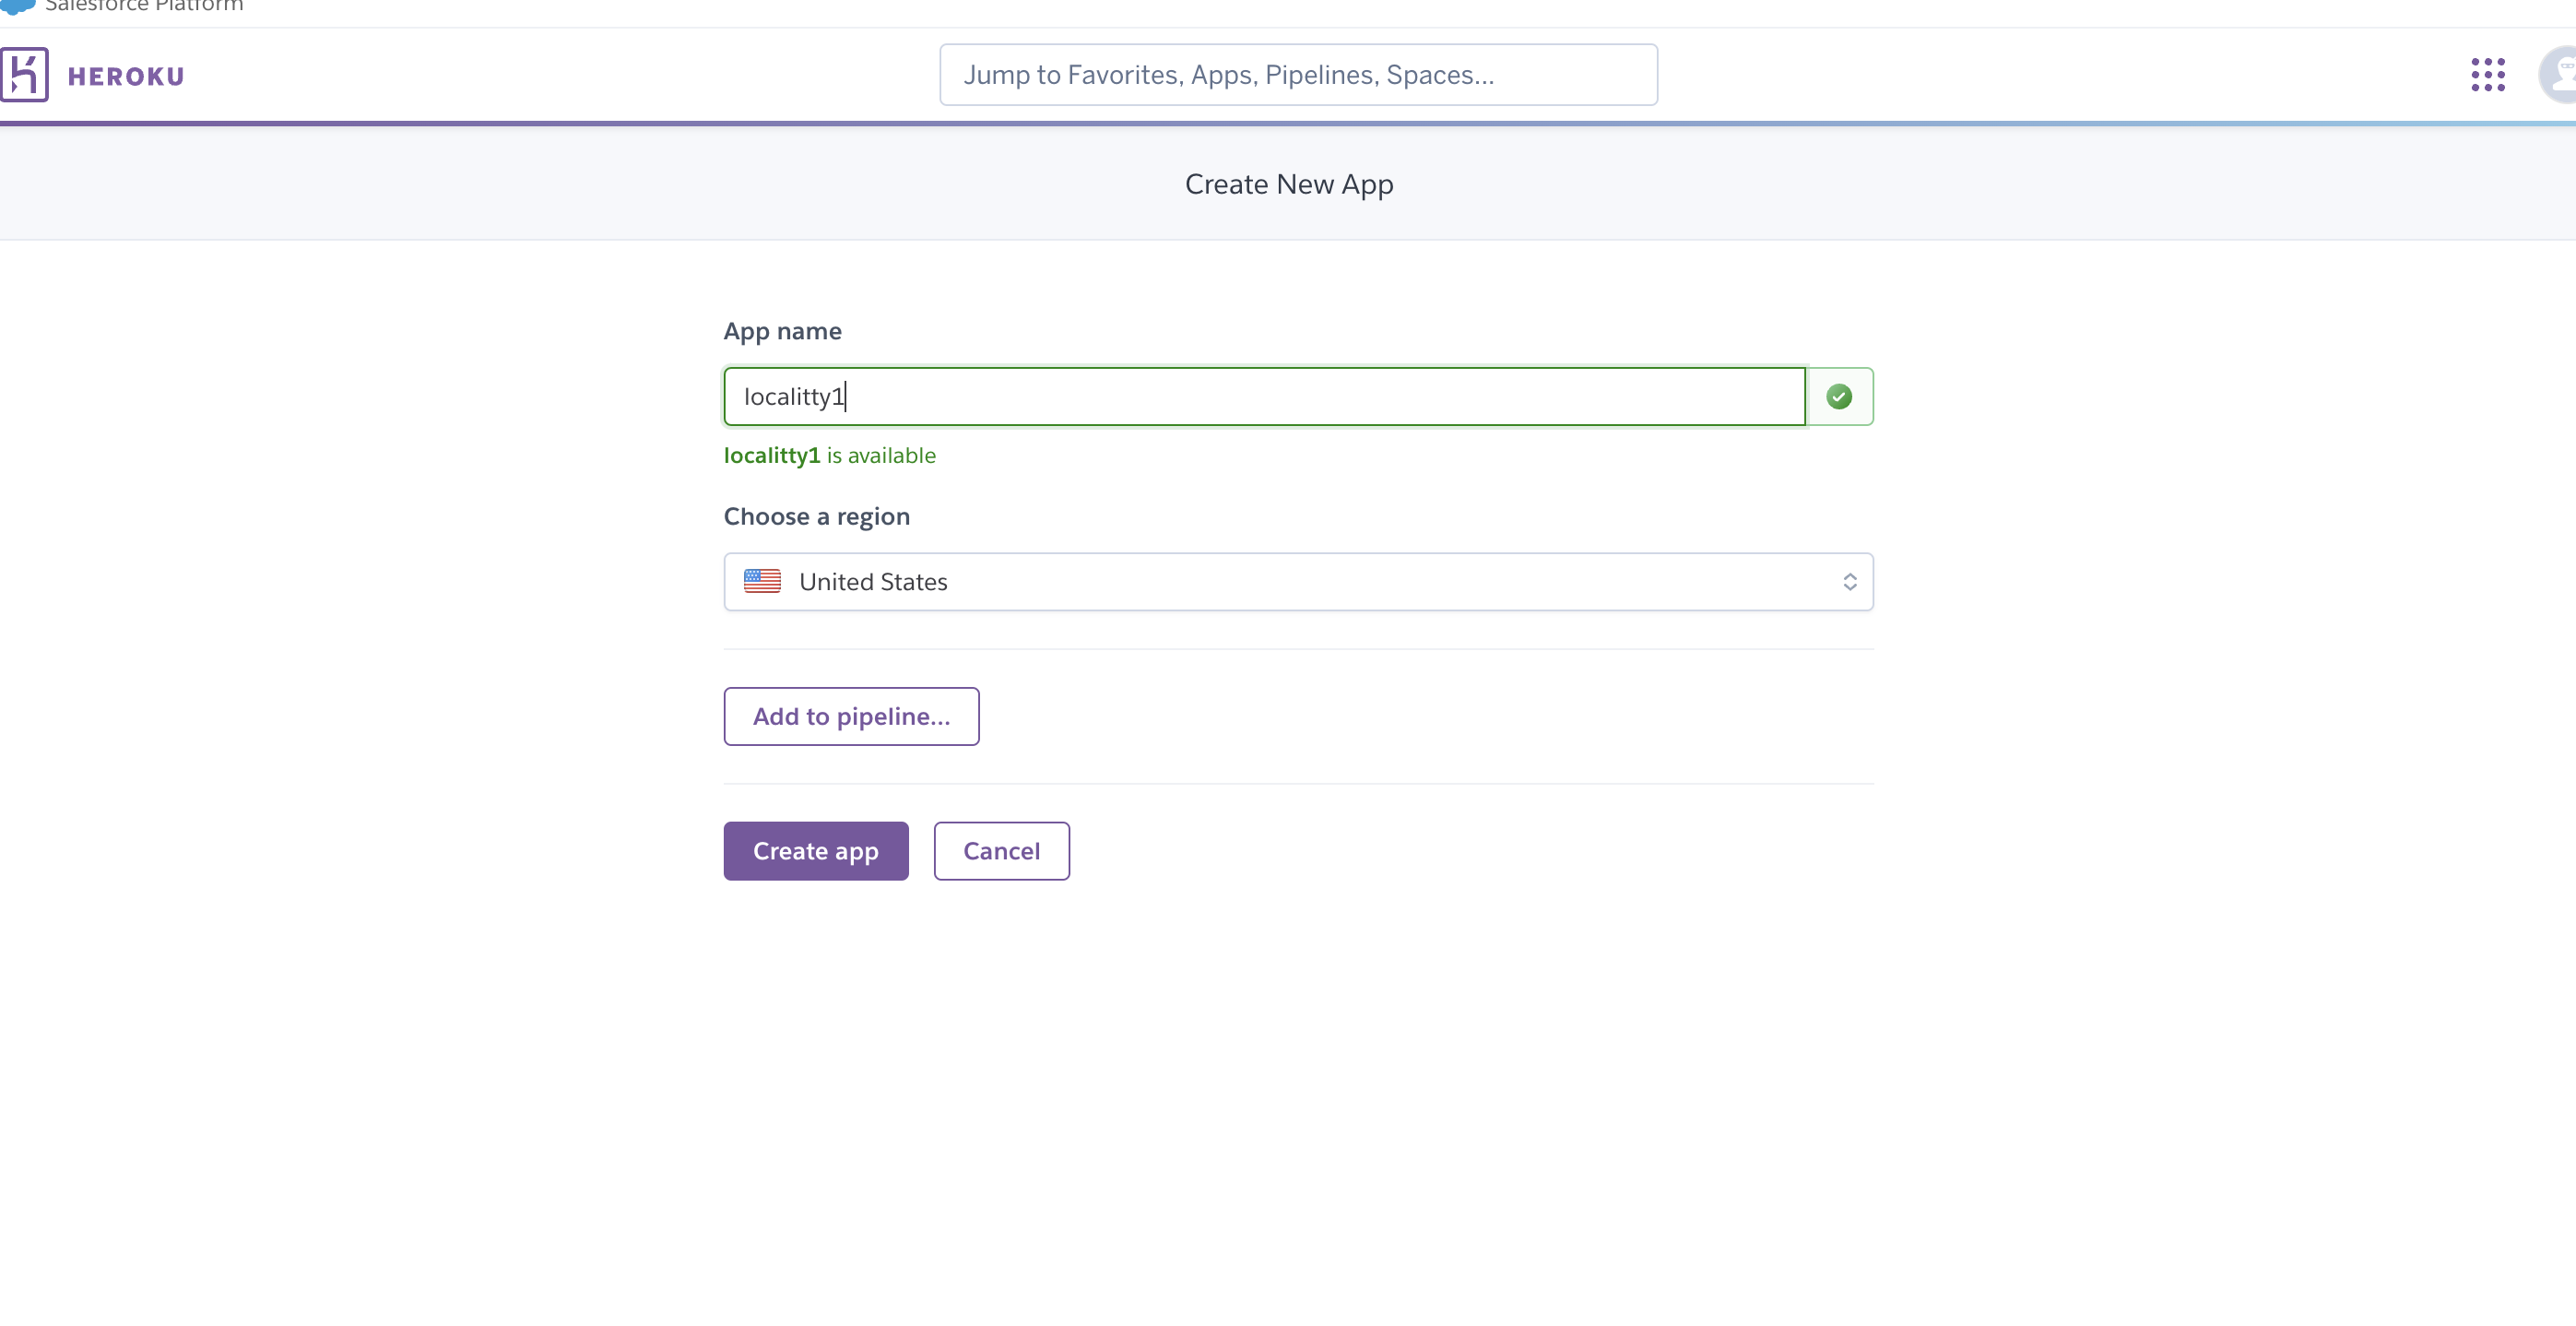 Salesforce Platform
HEROKU
Jump to Favorites, Apps, Pipelines, Spaces...
Create New App
App name
localitty1
localitty1 is available
Choose a region
United States
Add to pipeline...
Create app
Cancel